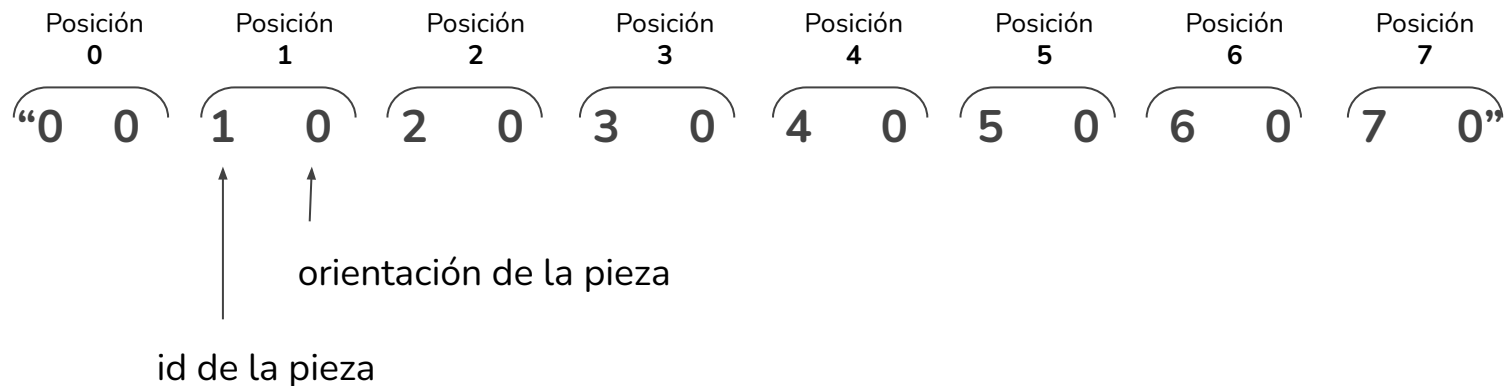 Posición Posición Posición Posición Posición Posición Posición Posición
0 1 2 3 4 5 6 7
“0 0 1 0 2 0 3 0 4 0 5 0 6 0 7 0”
orientación de la pieza
id de la pieza